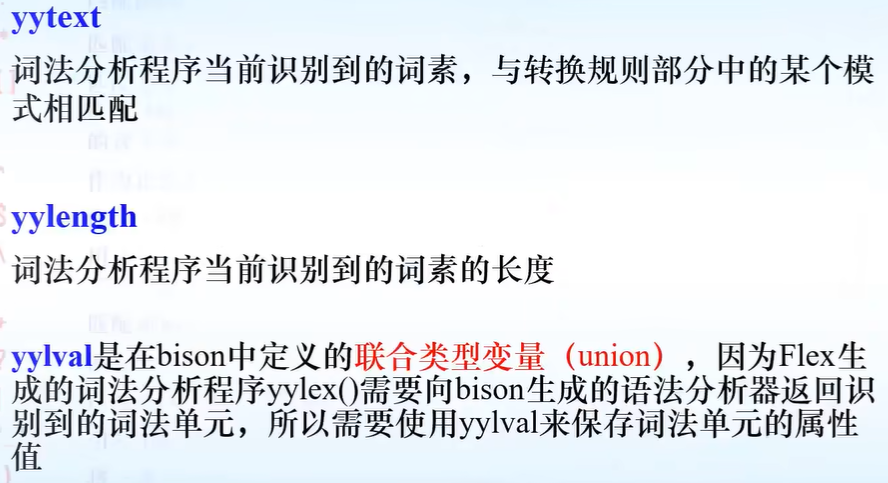 yytext
词法分析程序当前识别到的词素，与转换规则部分中的某个模
式相匹配
yylength
词法分析程序当前识别到的词素的长度
yylval是在bison中定义的联合类型变量（union），因为Flex生
成的词法分析程序yylex()需要向bison生成的语法分析器返回识
别到的词法单元，所以需要使用yylval来保存词法单元的属性
值